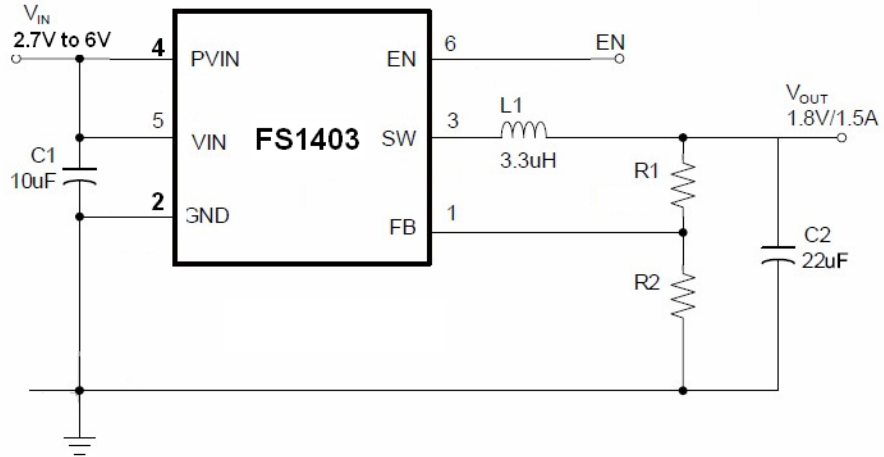 VIN
2.7V to 6V
4
PVIN
EN
6
EN
5
VIN
FS1403
SW
3
L1
3.3uH
VOUT
1.8V/1.5A
C1
10uF
2
GND
FB
1
R1
R2
C2
22uF